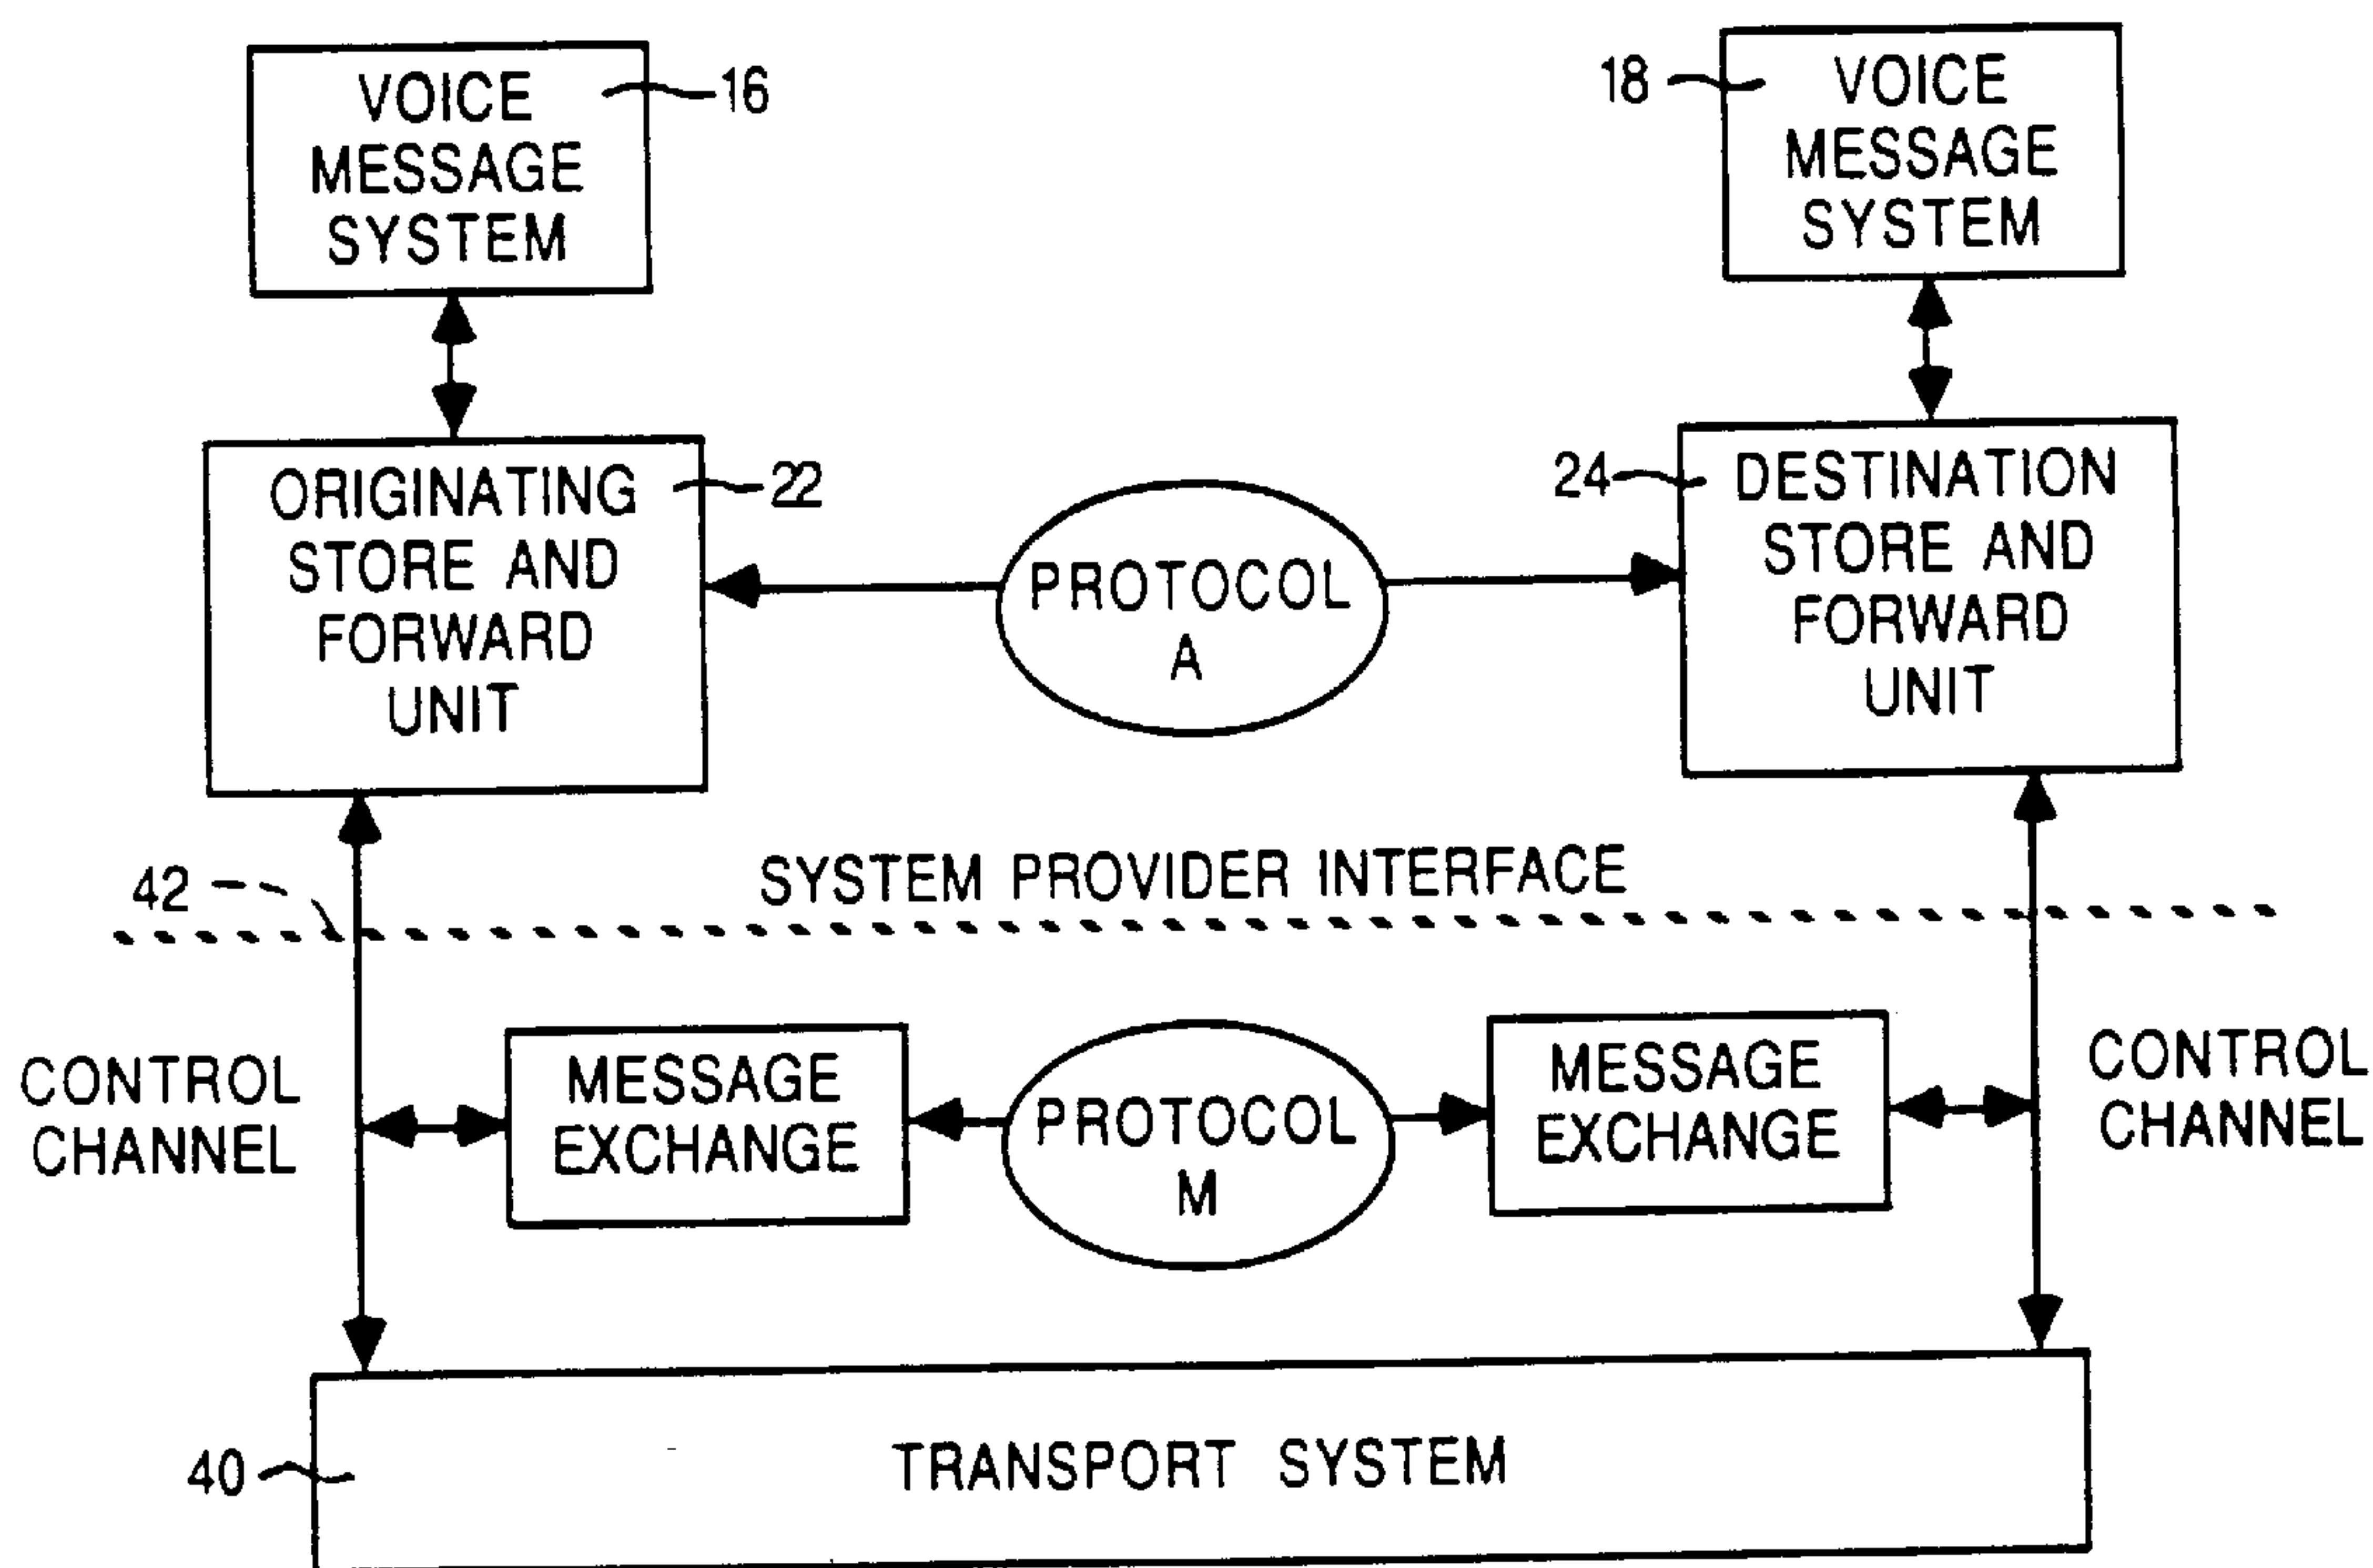 VOICE
MESSAGE
SYSTEM
16
18
VOICE
MESSAGE
SYSTEM
ORIGINATING
STORE AND
FORWARD
UNIT
22
PROTOCOL
A
24
DESTINATION
STORE AND
FORWARD
UNIT
42
SYSTEM PROVIDER INTERFACE
CONTROL
CHANNEL
MESSAGE
EXCHANGE
PROTOCOL
M
MESSAGE
EXCHANGE
CONTROL
CHANNEL
40
TRANSPORT SYSTEM